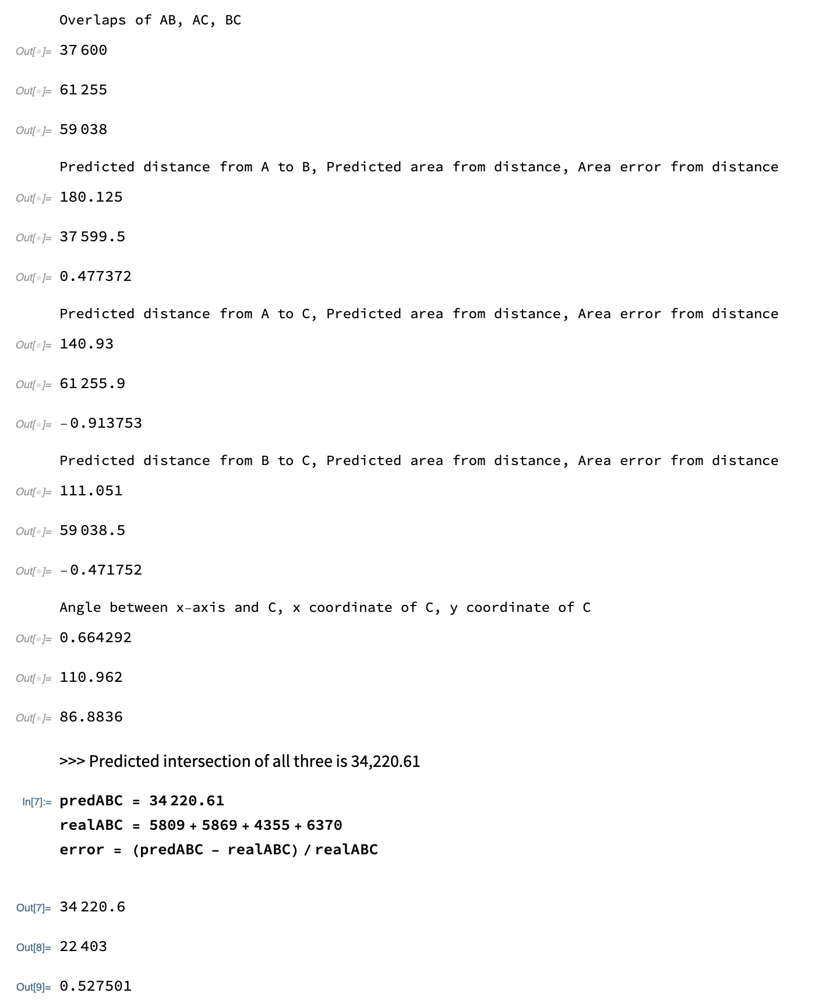 Overlaps of AB, AC, BC
Out[•]= 37 600
Out[•]= 61 255
Out[•]= 59 038
Predicted distance from A to B, Predicted area from distance, Area error from distance
Out[•]= 180.125
Out[•]= 37 599.5
Out[•]= 0.477372
Predicted distance from A to C, Predicted area from distance, Area error from distance
Out[•]= 140.93
Out[•]= 61 255.9
Out[•]= -0.913753
Predicted distance from B to C, Predicted area from distance, Area error from distance
Out[•]= 111.051
Out[•]= 59 038.5
Out[•]= -0.471752
Angle between x-axis and C, x coordinate of C, y coordinate of C
Out[•]= 0.664292
Out[•]= 110.962
Out[•]= 86.8836
>>> Predicted intersection of all three is 34,220.61
In[7]:= predABC = 34 220.61
realABC = 5809 + 5869 + 4355 + 6370
error = (predABC - realABC) / realABC
Out[7]= 34 220.6
Out[8]= 22 403
Out[9]= 0.527501